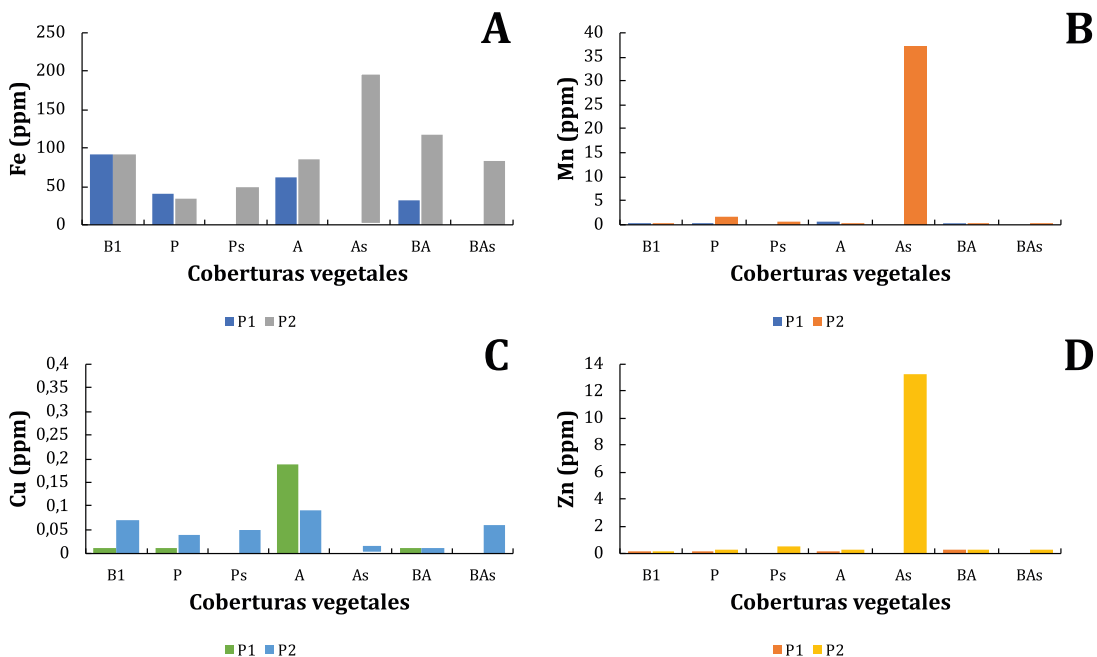 A
Fe (ppm)
250
200
150
100
50
0
B1 P Ps A As BA BAs
Coberturas vegetales
P1 P2
B
Mn (ppm)
40
35
30
25
20
15
10
5
0
B1 P Ps A As BA BAs
Coberturas vegetales
P1 P2
C
Cu (ppm)
0,4
0,35
0,3
0,25
0,2
0,15
0,1
0,05
0
B1 P Ps A As BA BAs
Coberturas vegetales
P1 P2
D
Zn (ppm)
14
12
10
8
6
4
2
0
B1 P Ps A As BA BAs
Coberturas vegetales
P1 P2